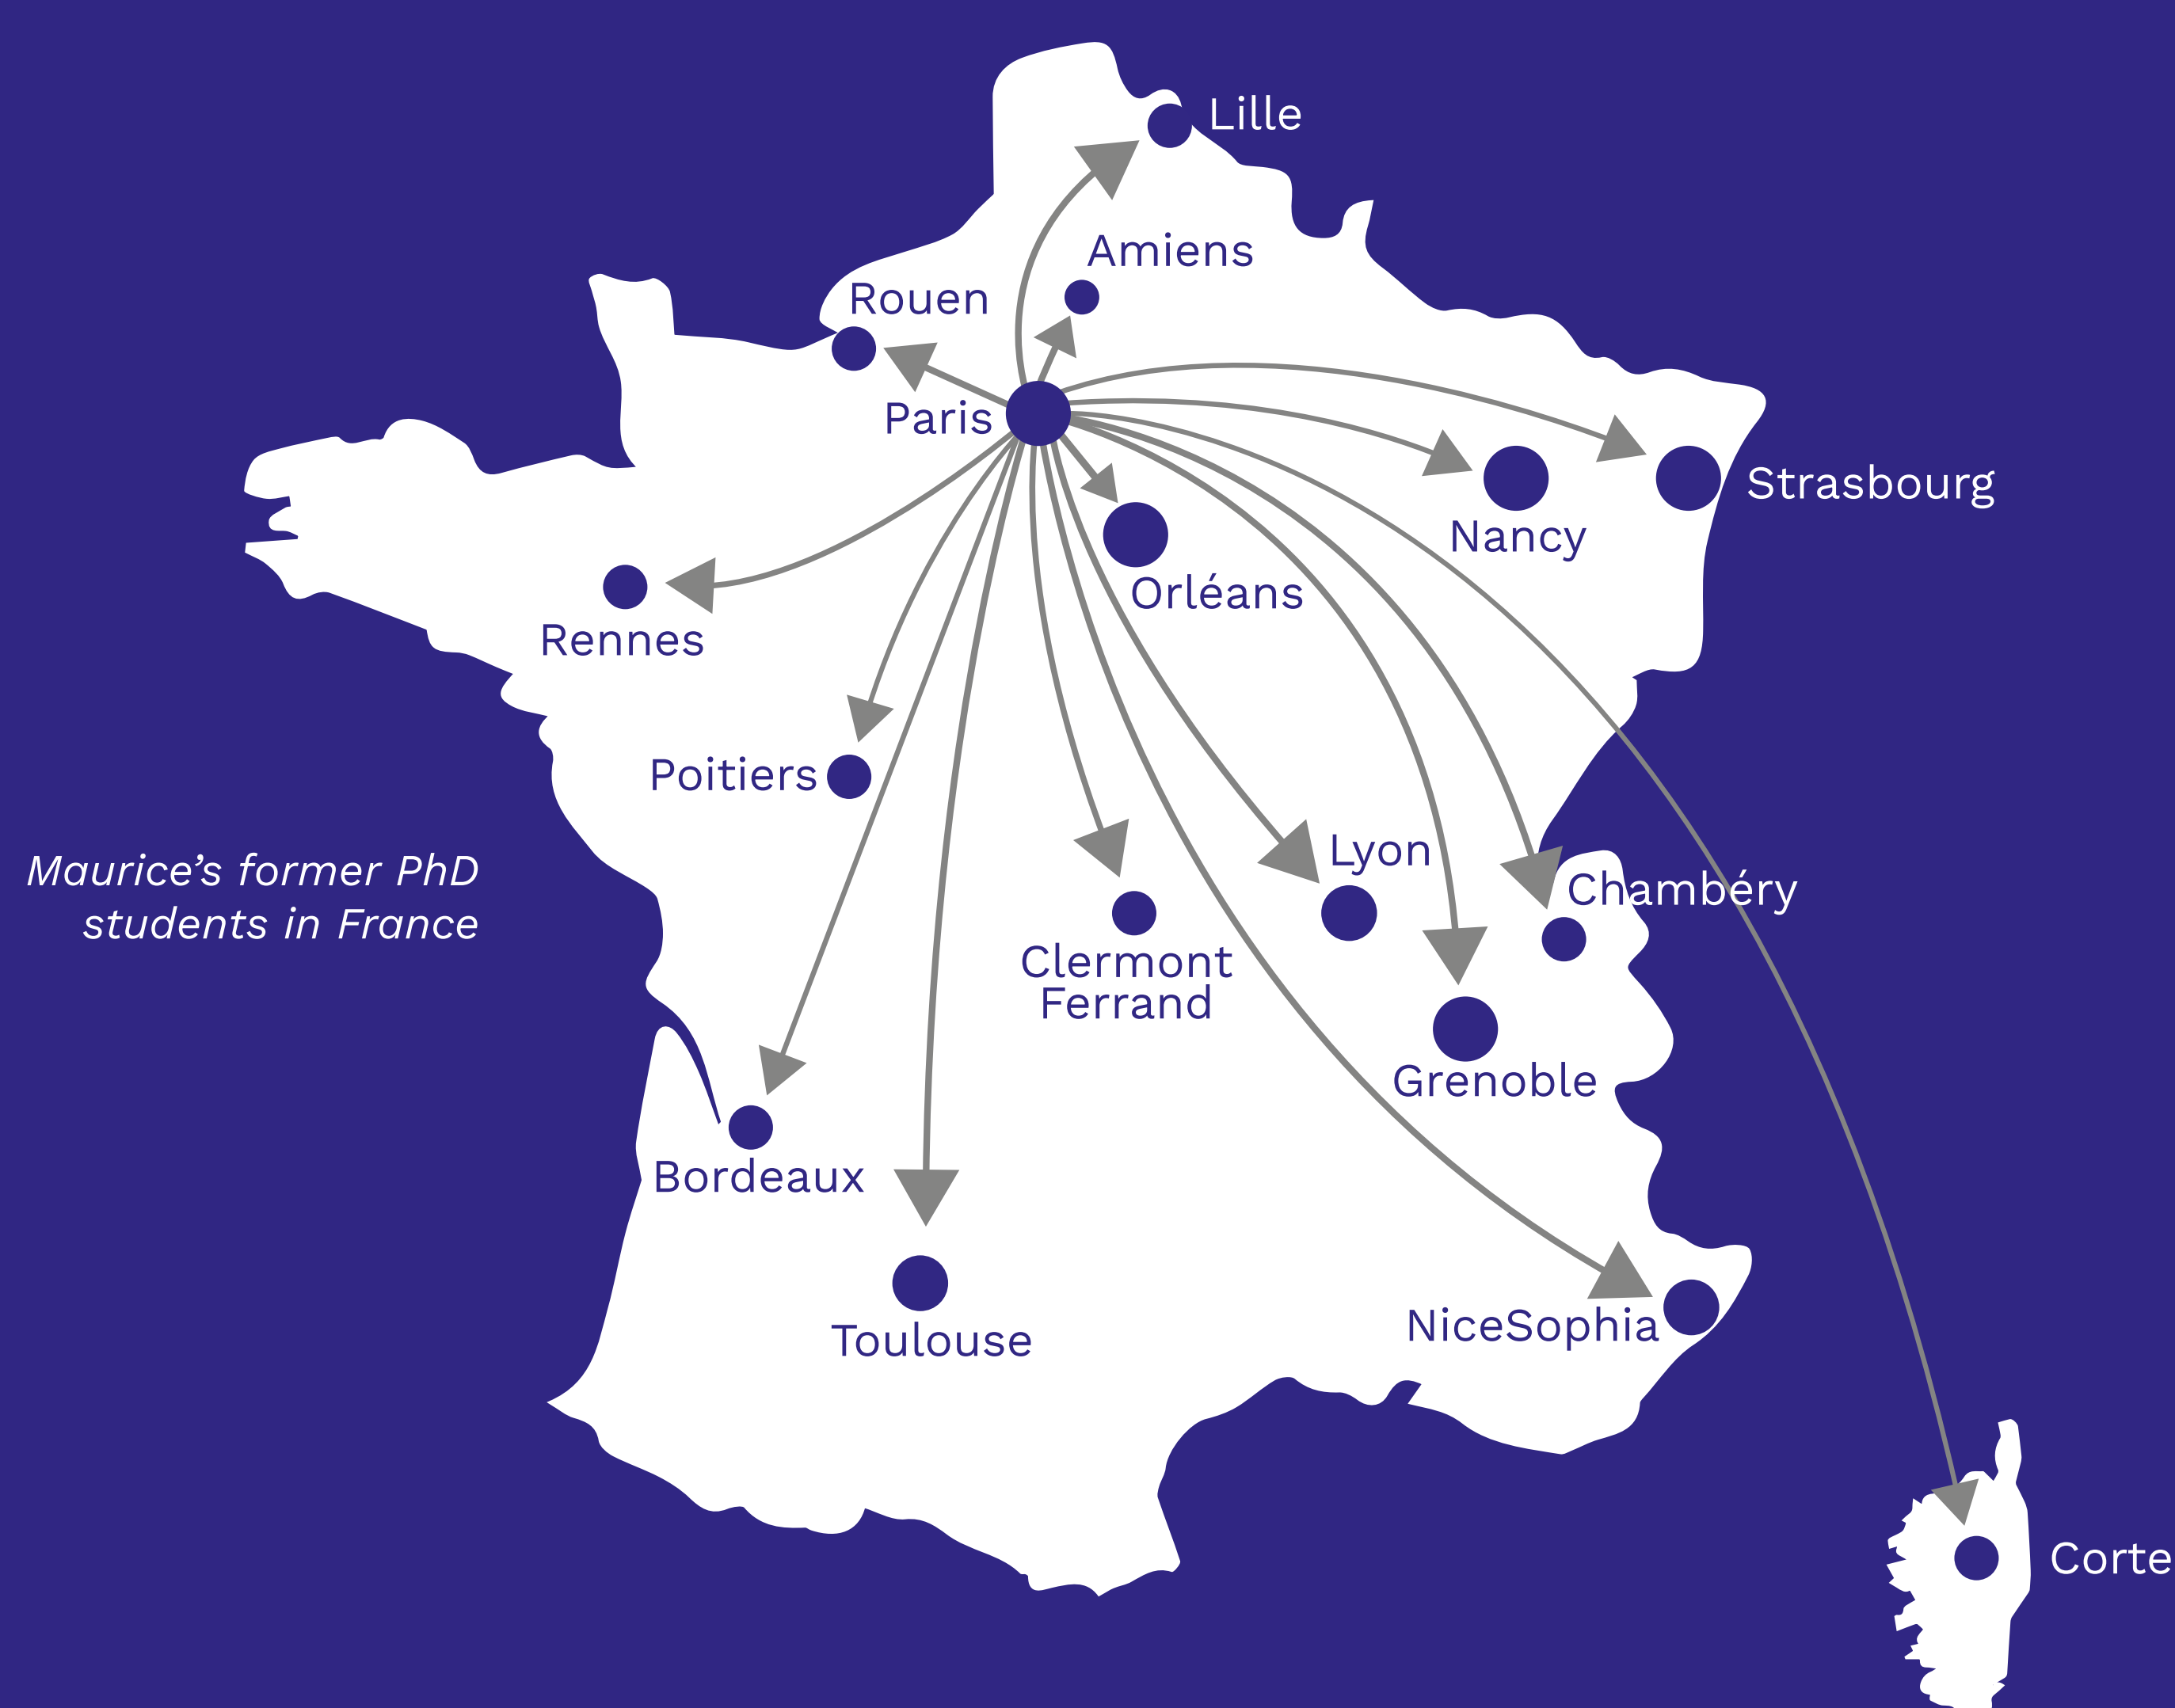 Lille
Amiens
Rouen
Paris
Strasbourg
Nancy
Orléans
Rennes
Poitiers
Lyon
Chambéry
Maurice’s former PhD
students in France
Clermont
Ferrand
Grenoble
Bordeaux
NiceSophia
Toulouse
Corte